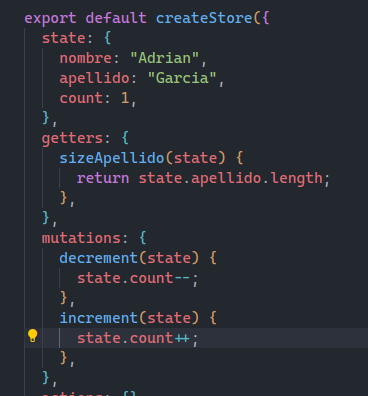 export default createStore({
state: {
nombre: "Adrian",
apellido: "Garcia",
count: 1,
},
getters: {
sizeApellido(state) {
return state.apellido.length;
},
},
mutations: {
decrement(state) {
state.count--;
},
increment(state) {
state.count++;
},
},
actions: {}